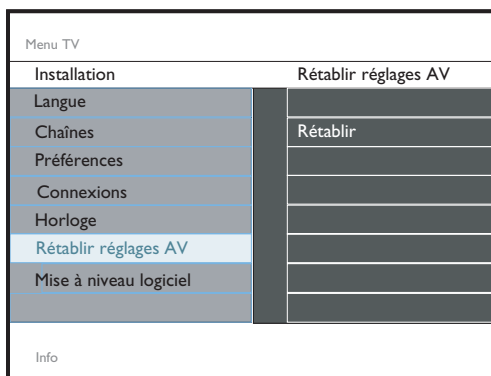 Menu TV
Installation
Rétablir réglages AV
Langue
Chaînes
Rétablir
Préférences
Connexions
Horloge
Rétablir réglages AV
Mise à niveau logiciel
Info